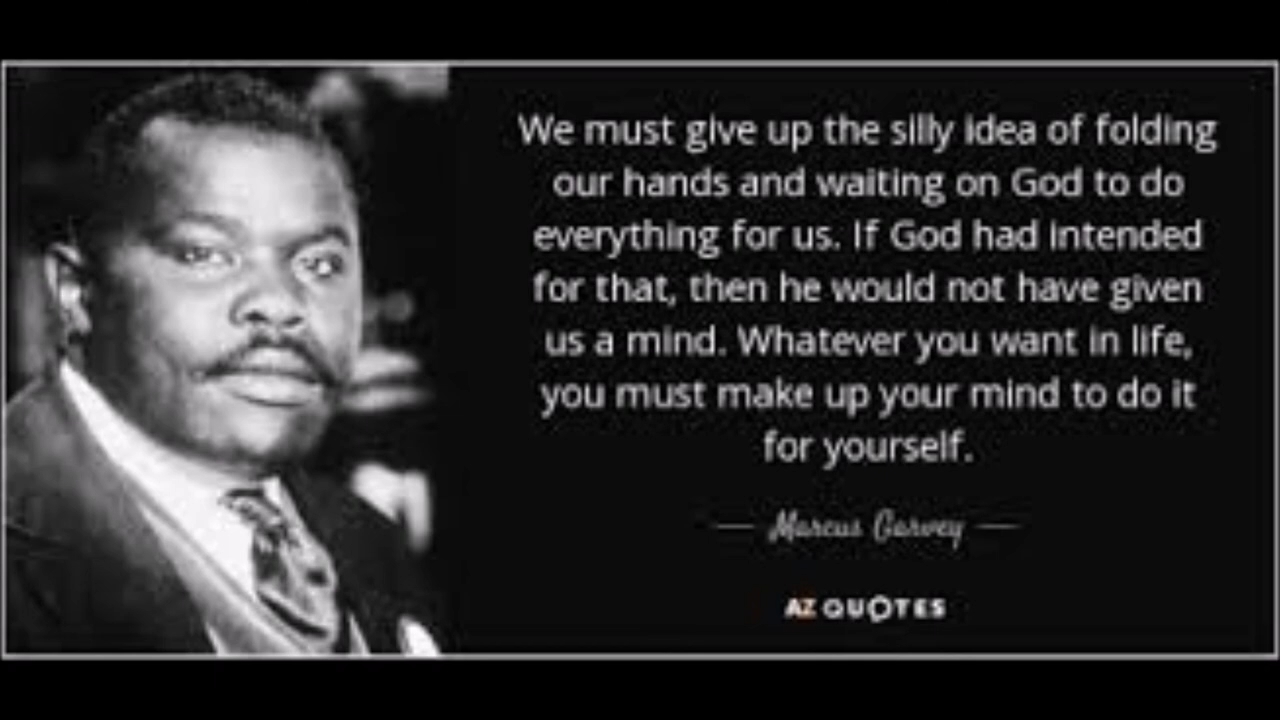 We must give up the silly idea of folding
our hands and waiting on God to do
everything for us. If God had intended
for that, then he would not have given
us a mind. Whatever you want in life,
you must make up your mind to do it
for yourself.
— Marcus Garvey —
AZ QUOTES